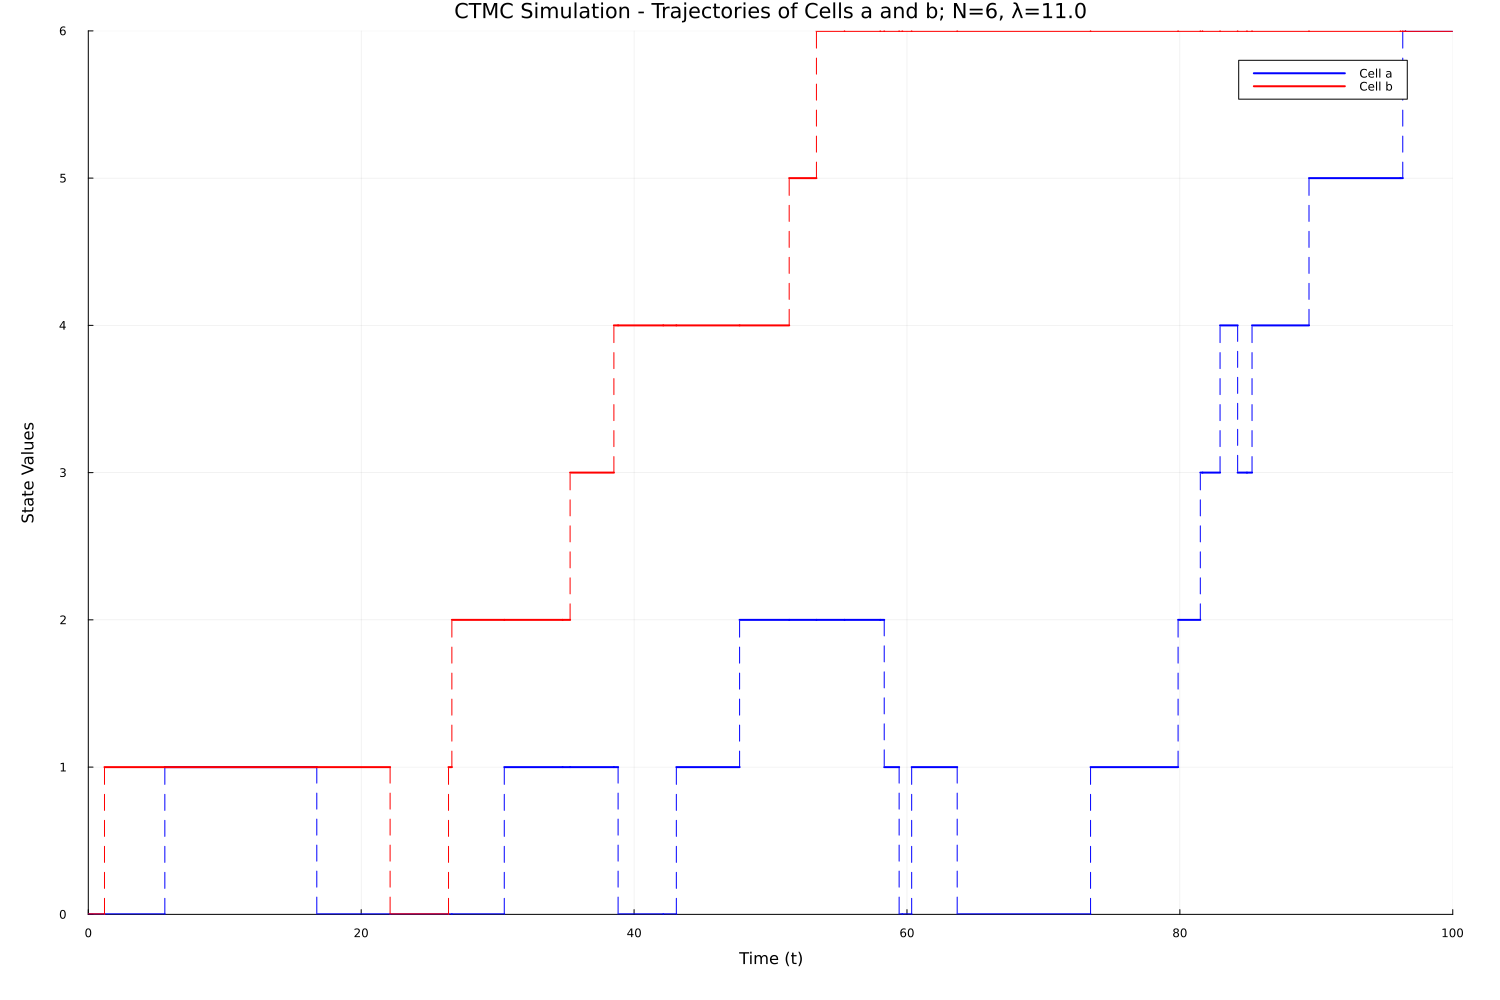 CTMC Simulation - Trajectories of Cells a and b; N=6, λ=11.0
6
Cell a
Cell b
5
4
State Values
3
2
1
0
0 20 40 60 80 100
Time (t)